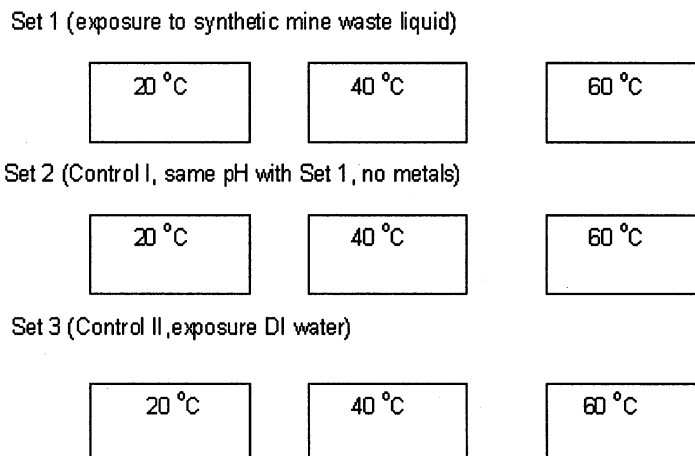 Set 1 (exposure to synthetic mine waste liquid)
20 °C 40 °C 60 °C
Set 2 (Control I, same pH with Set 1, no metals)
20 °C 40 °C 60 °C
Set 3 (Control II ,exposure DI water)
20 °C 40 °C 60 °C